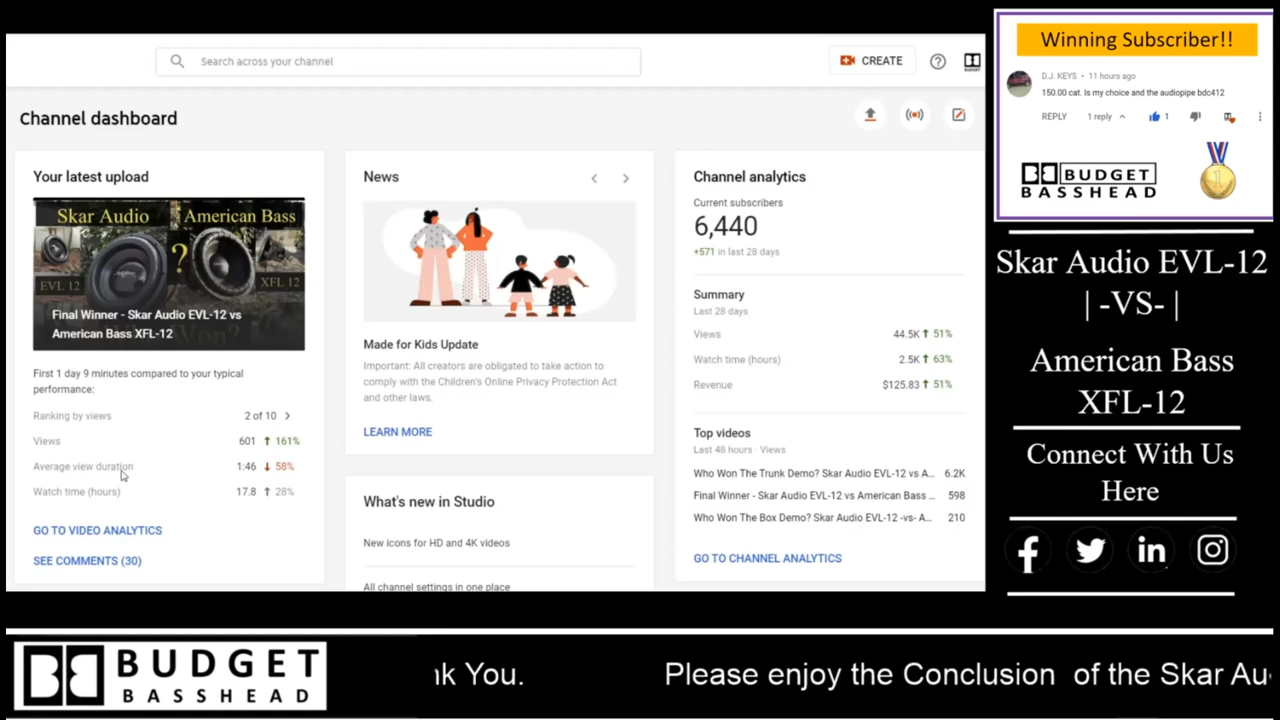 Search across your channel
CREATE
Channel dashboard
Your latest upload
Skar Audio American Bass
?
EVL 12
XFL 12
Final Winner - Skar Audio EVL-12 vs
American Bass XFL-12
First 1 day 9 minutes compared to your typical
performance:
Ranking by views 2 of 10
Views 601 ↑ 161%
Average view duration 1:46 ↓ 58%
Watch time (hours) 17.8 ↑ 28%
GO TO VIDEO ANALYTICS
SEE COMMENTS (30)
News
Made for Kids Update
Important: All creators are obligated to take action to
comply with the Children's Online Privacy Protection Act
and other laws.
LEARN MORE
What's new in Studio
New icons for HD and 4K videos
All channel settings in one place
Channel analytics
Current subscribers
6,440
+571 in last 28 days
Summary
Last 28 days
Views 44.5K ↑ 51%
Watch time (hours) 2.5K ↑ 63%
Revenue $125.83 ↑ 51%
Top videos
Last 48 hours · Views
Who Won The Trunk Demo? Skar Audio EVL-12 vs A... 6.2K
Final Winner - Skar Audio EVL-12 vs American Bass ... 598
Who Won The Box Demo? Skar Audio EVL-12 -vs- A... 210
GO TO CHANNEL ANALYTICS
Winning Subscriber!!
D.J. KEYS • 11 hours ago
150.00 cat. Is my choice and the audiopipe bdc412
REPLY 1 reply 1
BUDGET
BASSHEAD
1
Skar Audio EVL-12
| -VS- |
American Bass
XFL-12
Connect With Us
Here
BUDGET
BASSHEAD
nk You. Please enjoy the Conclusion of the Skar Au